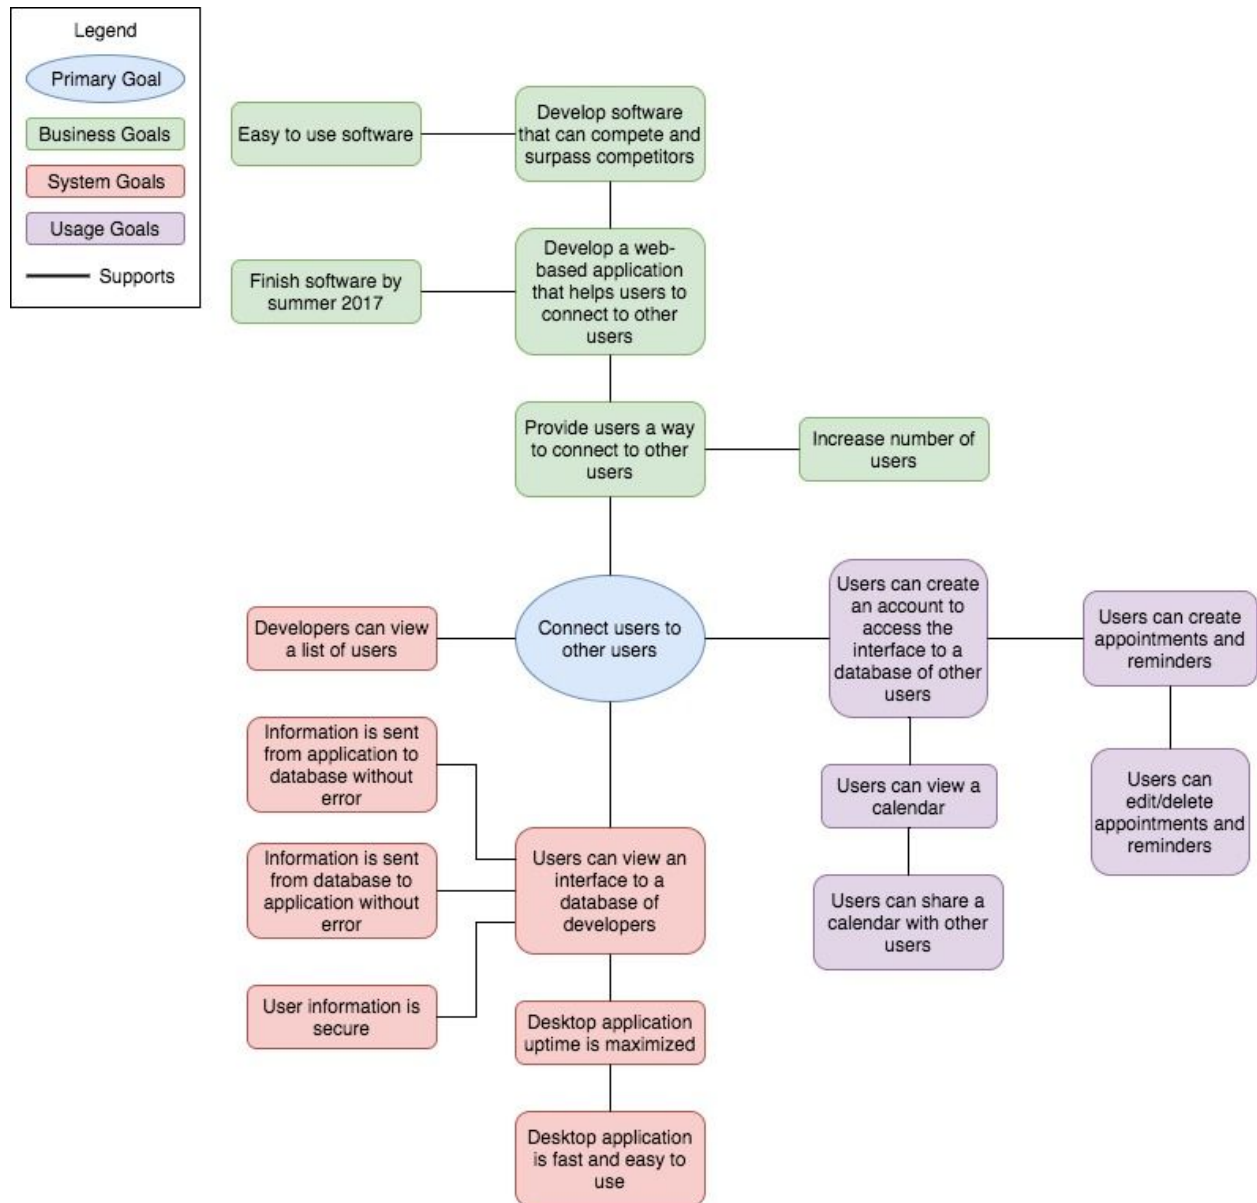 Legend
Primary Goal
Business Goals
System Goals
Usage Goals
Supports
Easy to use software
Develop software
that can compete and
surpass competitors
Finish software by
summer 2017
Develop a web-
based application
that helps users to
connect to other
users
Provide users a way
to connect to other
users
Increase number of
users
Developers can view
a list of users
Connect users to
other users
Users can create
an account to
access the
interface to a
database of other
users
Users can create
appointments and
reminders
Information is sent
from application to
database without
error
Users can view a
calendar
Users can
edit/delete
appointments and
reminders
Information is sent
from database to
application without
error
Users can view an
interface to a
database of
developers
Users can share a
calendar with other
users
User information is
secure
Desktop application
uptime is maximized
Desktop application
is fast and easy to
use